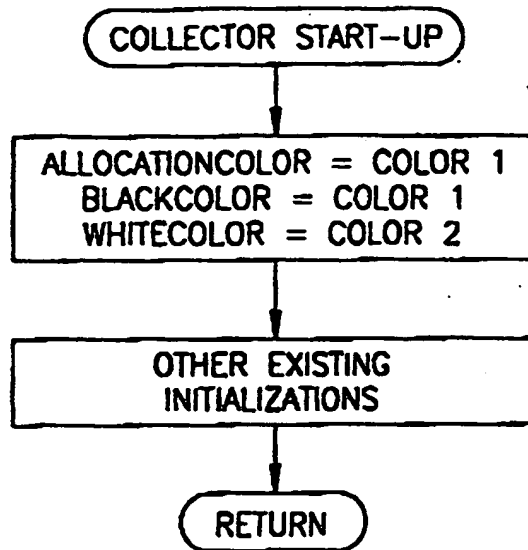 COLLECTOR START-UP
ALLOCATIONCOLOR = COLOR 1
BLACKCOLOR = COLOR 1
WHITECOLOR = COLOR 2
OTHER EXISTING
INITIALIZATIONS
RETURN